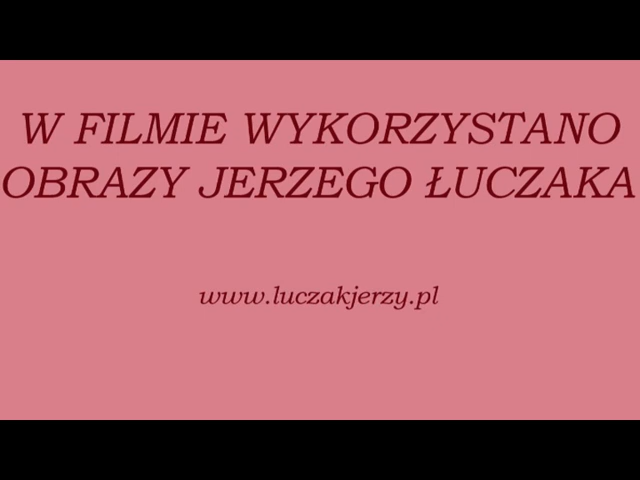 W FILMIE WYKORZYSTANO
OBRAZY JERZEGO ŁUCZAKA
www.luczakjerzy.pl